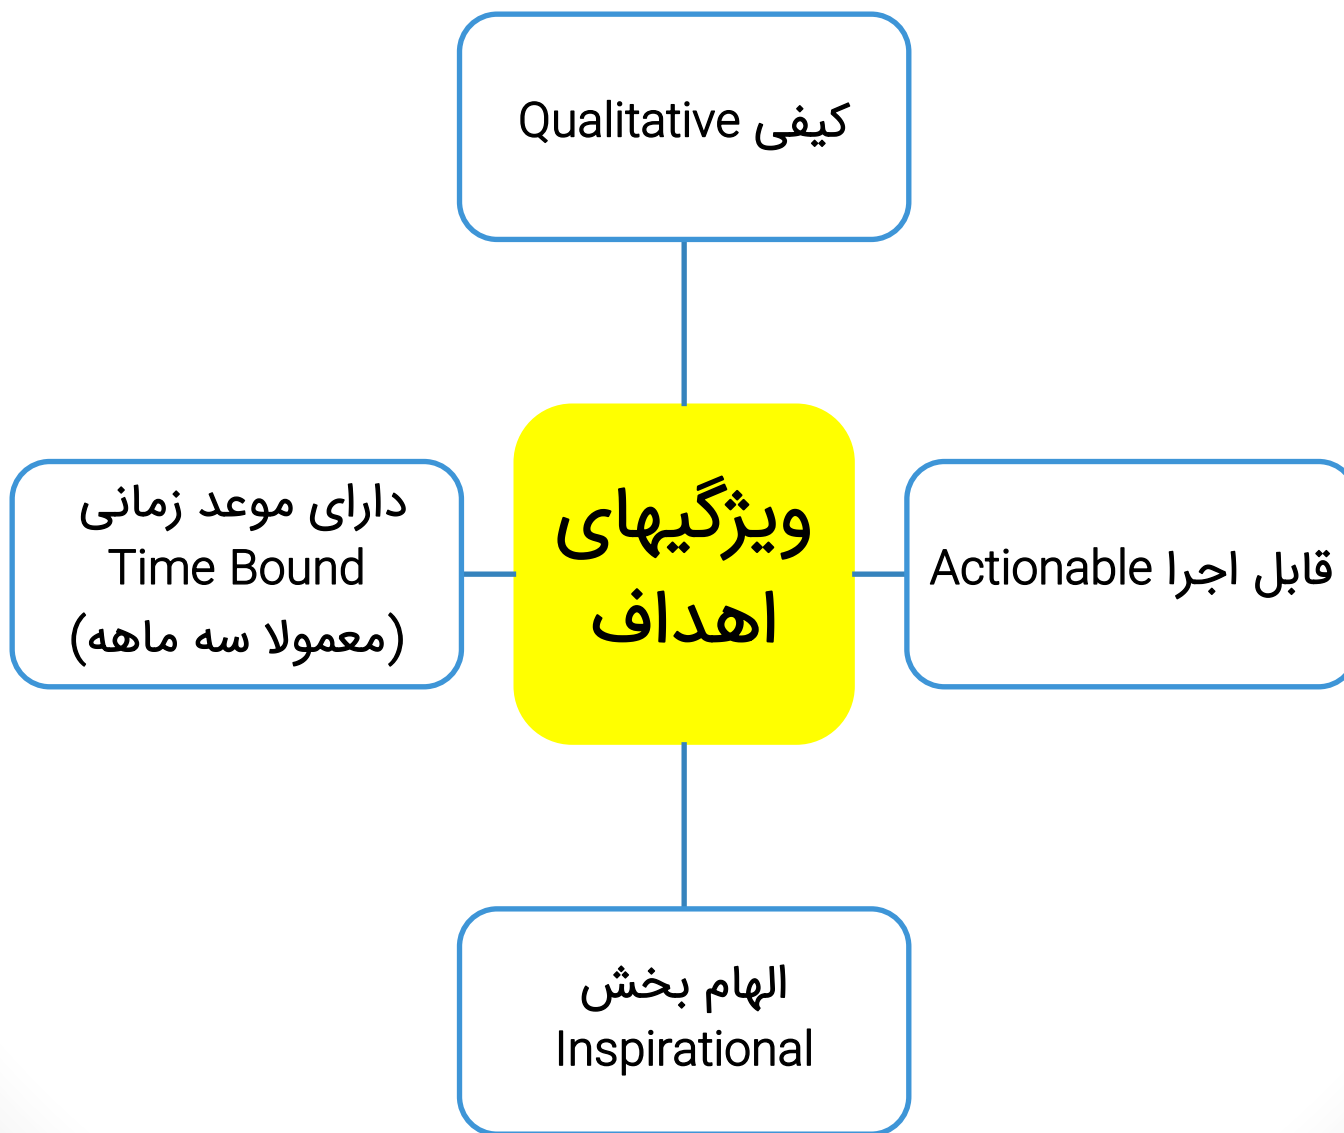 کیفی Qualitative
ویژگیهای
اهداف
قابل اجرا Actionable
دارای موعد زمانی
Time Bound
(معمولا سه ماهه)
الهام بخش
Inspirational